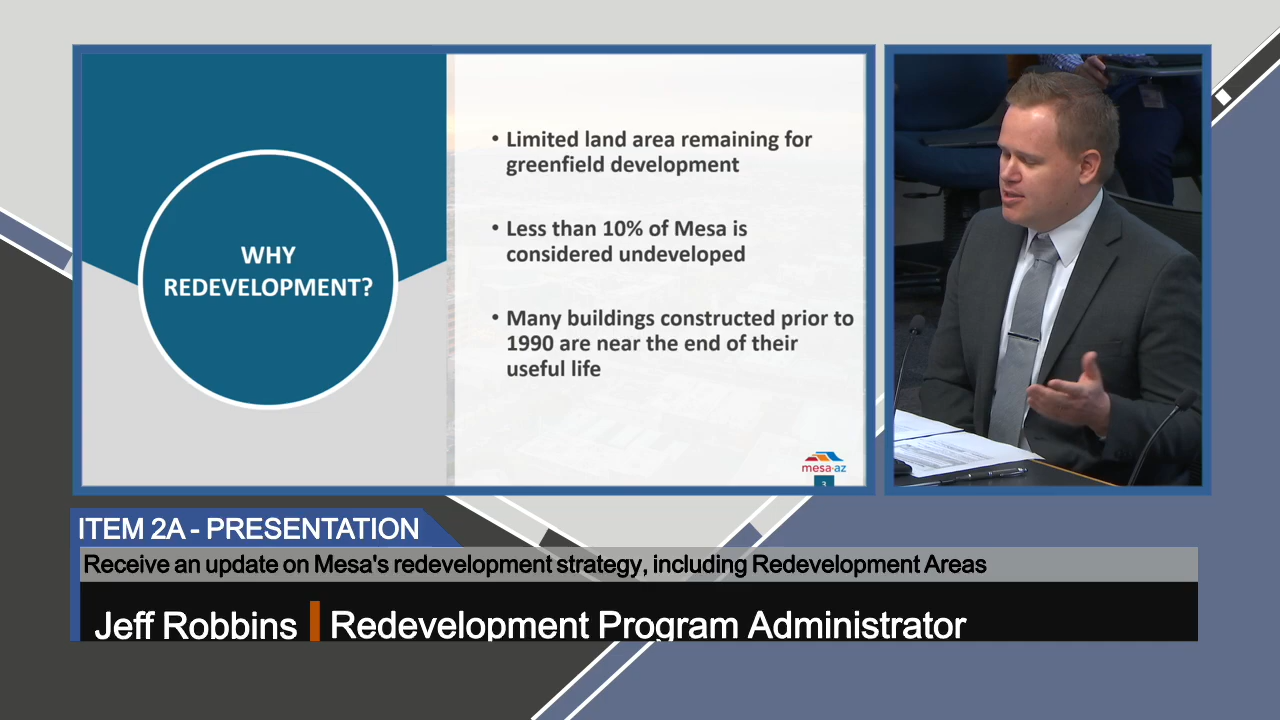 WHY
REDEVELOPMENT?
• Limited land area remaining for
greenfield development
• Less than 10% of Mesa is
considered undeveloped
• Many buildings constructed prior to
1990 are near the end of their
useful life
mesa·az
3
ITEM 2A - PRESENTATION
Receive an update on Mesa's redevelopment strategy, including Redevelopment Areas
Jeff Robbins
Redevelopment Program Administrator